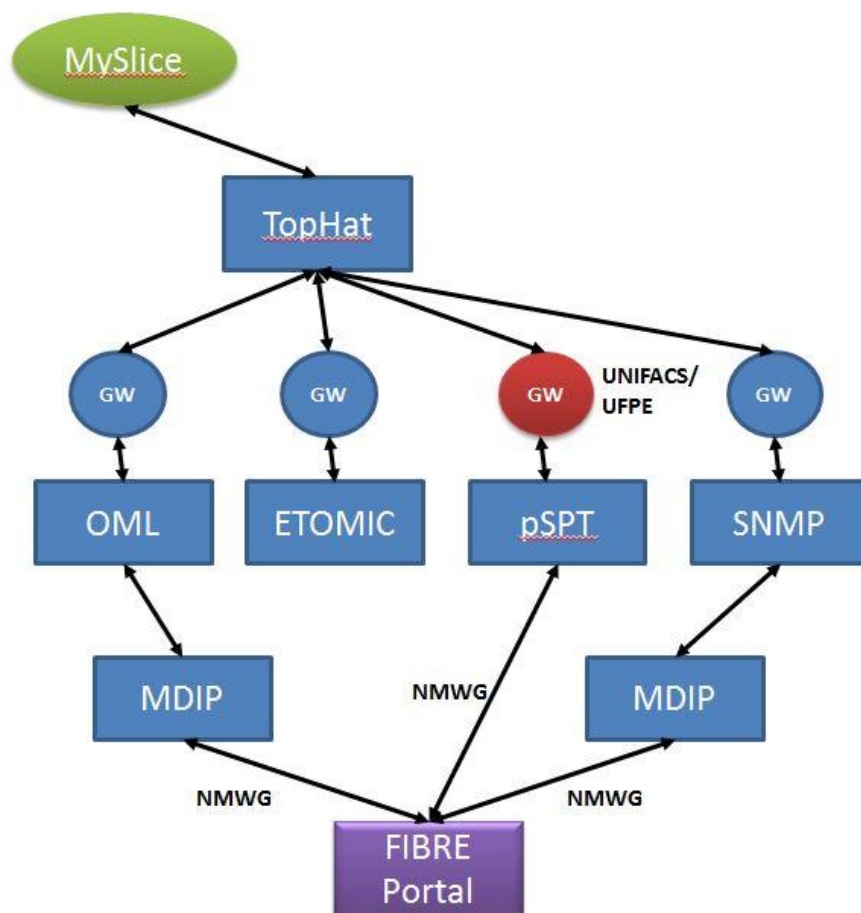 MySlice
TopHat
GW
GW
GW
UNIFACS/
UFPE
GW
OML
ETOMIC
pSPT
SNMP
MDIP
NMWG
MDIP
NMWG
NMWG
FIBRE
Portal